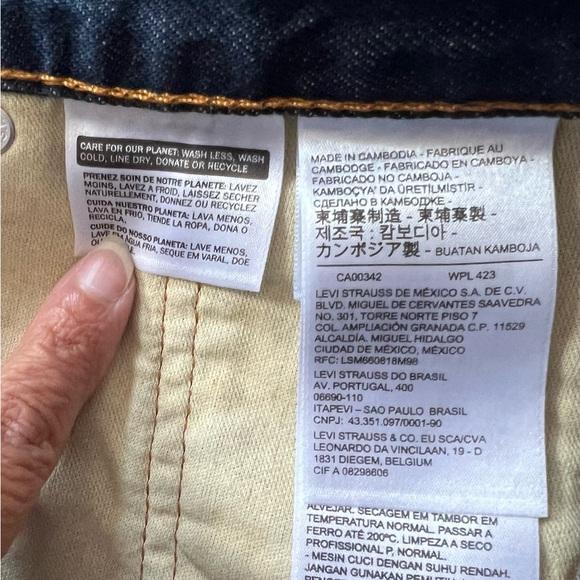 CARE FOR OUR PLANET: WASH LESS, WASH
COLD, LINE DRY, DONATE OR RECYCLE
PRENEZ SOIN DE NOTRE PLANETE: LAVEZ
MOINS, LAVEZ A FROID, LAISSEZ SECHER
NATURELLEMENT, DONNEZ OU RECYCLEZ
CUIDA NUESTRO PLANETA: LAVA MENOS,
LAVA EN FRIO, TIENDE LA ROPA, DONA O
RECICLA.
CUIDE DO NOSSO PLANETA: LAVE MENOS,
LAVE EM ÁGUA FRIA, SEQUE EM VARAL, DOE
MADE IN CAMBODIA - FABRIQUE AU
CAMBODGE - FABRICADO EN CAMBOYA -
FABRICADO NO CAMBOJA -
KAMBOÇYA' DA ÜRETİLMİŞTİR -
СДЕЛАНО В КАМБОДЖЕ -
柬埔寨制造 - 柬埔寨製 -
제조국 : 캄보디아 -
カンボジア製 - BUATAN KAMBOJA
CA00342 WPL 423
LEVI STRAUSS DE MÉXICO S.A. DE C.V.
BLVD. MIGUEL DE CERVANTES SAAVEDRA
NO. 301, TORRE NORTE PISO 7
COL. AMPLIACIÓN GRANADA C.P. 11529
ALCALDÍA. MIGUEL HIDALGO
CIUDAD DE MÉXICO, MÉXICO
RFC: LSM660818M98
LEVI STRAUSS DO BRASIL
AV. PORTUGAL, 400
06690-110
ITAPEVI – SAO PAULO BRASIL
CNPJ: 43.351.097/0001-90
LEVI STRAUSS & CO. EU SCA/CVA
LEONARDO DA VINCILAAN, 19 - D
1831 DIEGEM, BELGIUM
CIF A 08298606
ALVEJAR. SECAGEM EM TAMBOR EM
TEMPERATURA NORMAL. PASSAR A
FERRO ATÉ 200°C. LIMPEZA A SECO
PROFISSIONAL P, NORMAL.
- MESIN CUCI DENGAN SUHU RENDAH.
JANGAN GUNAKAN